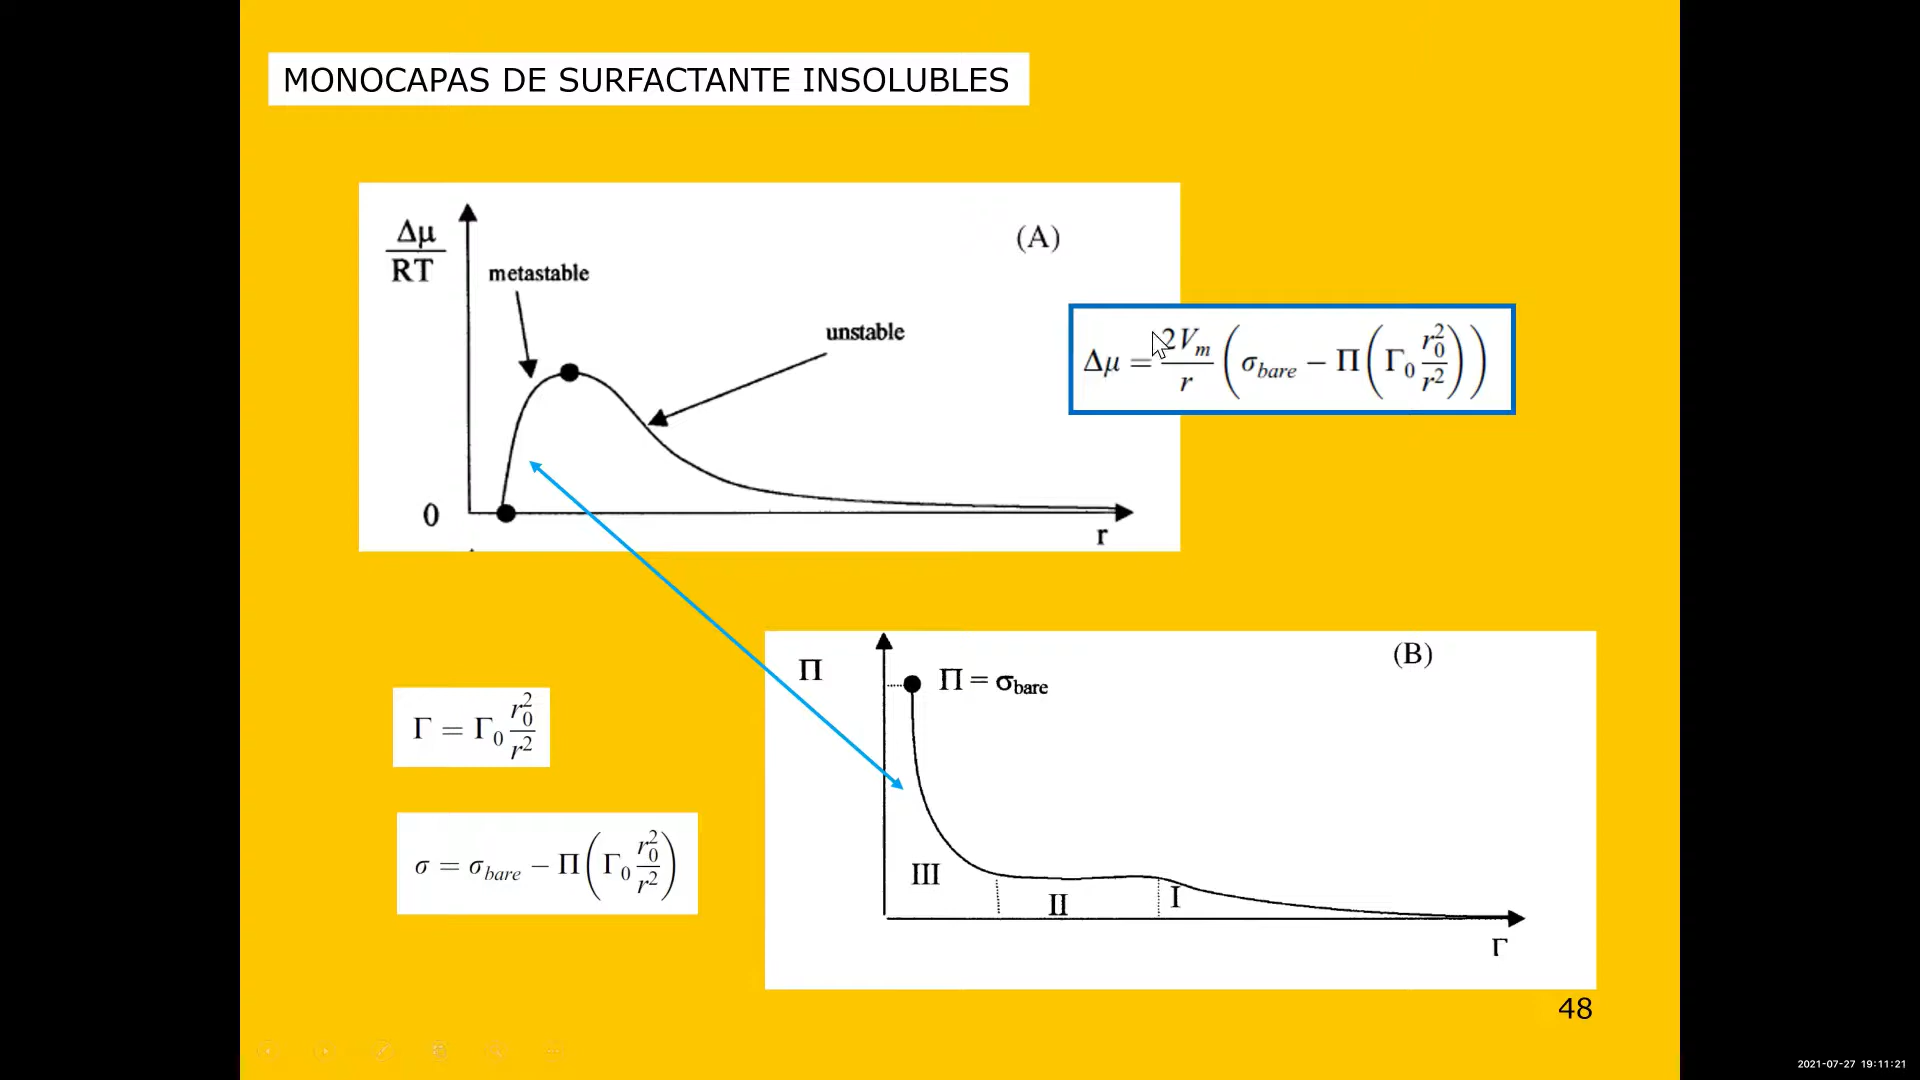 MONOCAPAS DE SURFACTANTE INSOLUBLES
Δμ
RT
(A)
metastable
unstable
0
r
Δμ = 2V_m / r (σ_bare − Π(Γ_0 r_0^2 / r^2))
Π
Π = σ_bare
(B)
Γ = Γ_0 r_0^2 / r^2
σ = σ_bare − Π(Γ_0 r_0^2 / r^2)
III
II
I
Γ
48
2021-07-27 19:11:21